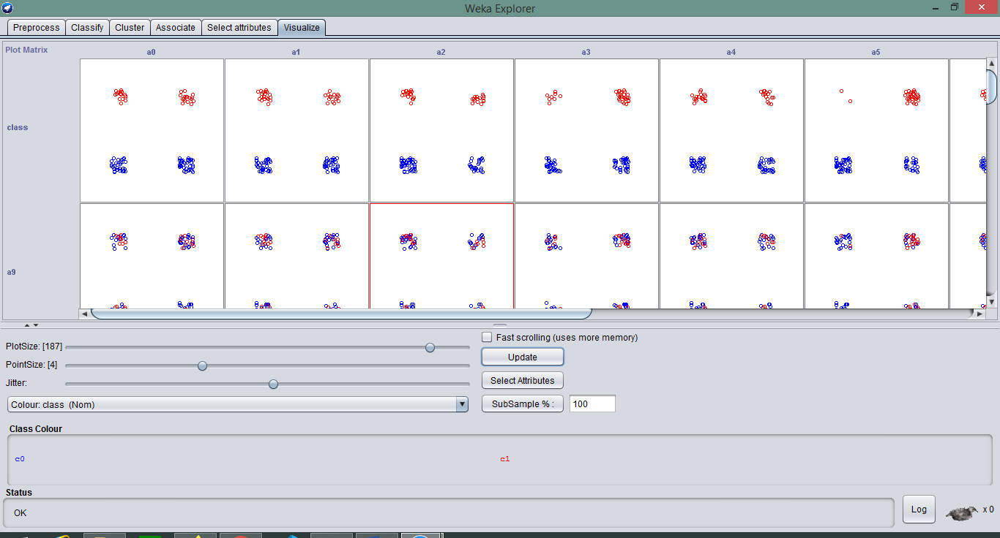 Weka Explorer
Preprocess Classify Cluster Associate Select attributes Visualize
Plot Matrix a0 a1 a2 a3 a4 a5
class
a9
PlotSize: [187]
PointSize: [4]
Jitter:
Colour: class (Nom)
Fast scrolling (uses more memory)
Update
Select Attributes
SubSample % : 100
Class Colour
c0 c1
Status
OK
Log x 0